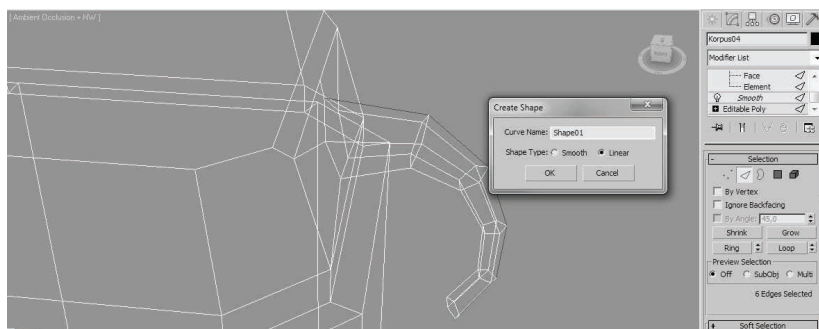 [ Ambient Occlusion + HW ]
Korpus04
Modifier List
Face
Element
Smooth
Editable Poly
Create Shape
Curve Name: Shape01
Shape Type: Smooth Linear
OK Cancel
- Selection
By Vertex
Ignore Backfacing
By Angle: 45,0
Shrink Grow
Ring Loop
Preview Selection
Off SubObj Multi
6 Edges Selected
+ Soft Selection